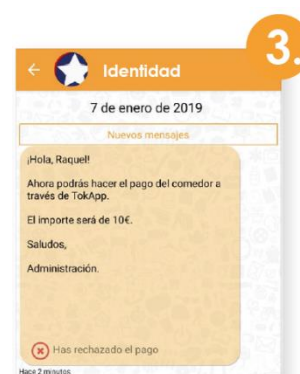 3.
Identidad
7 de enero de 2019
Nuevos mensajes
¡Hola, Raquel!
Ahora podrás hacer el pago del comedor a
través de TokApp.
El importe será de 10€.
Saludos,
Administración.
Has rechazado el pago
Hace 2 minutos